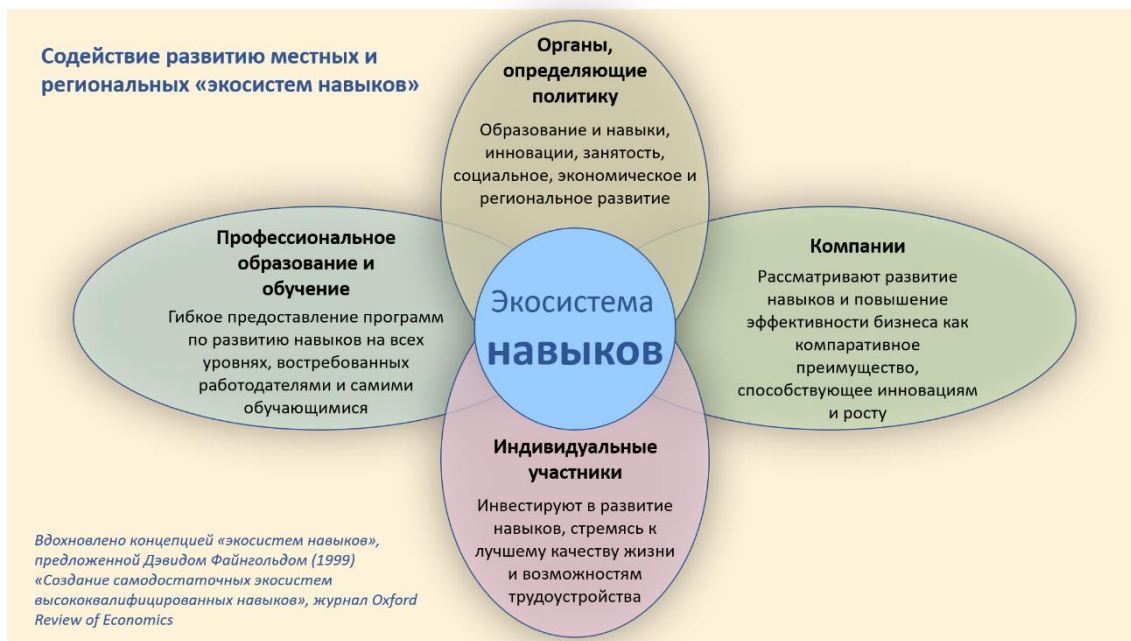 Содействие развитию местных и
региональных «экосистем навыков»
Органы,
определяющие
политику
Образование и навыки,
инновации, занятость,
социальное, экономическое и
региональное развитие
Профессиональное
образование и
обучение
Гибкое предоставление программ
по развитию навыков на всех
уровнях, востребованных
работодателями и самими
обучающимися
Экосистема
навыков
Компании
Рассматривают развитие
навыков и повышение
эффективности бизнеса как
компаративное
преимущество,
способствующее инновациям
и росту
Индивидуальные
участники
Инвестируют в развитие
навыков, стремясь к
лучшему качеству жизни
и возможностям
трудоустройства
Вдохновлено концепцией «экосистем навыков»,
предложенной Дэвидом Файнгольдом (1999)
«Создание самодостаточных экосистем
высококвалифицированных навыков», журнал Oxford
Review of Economics